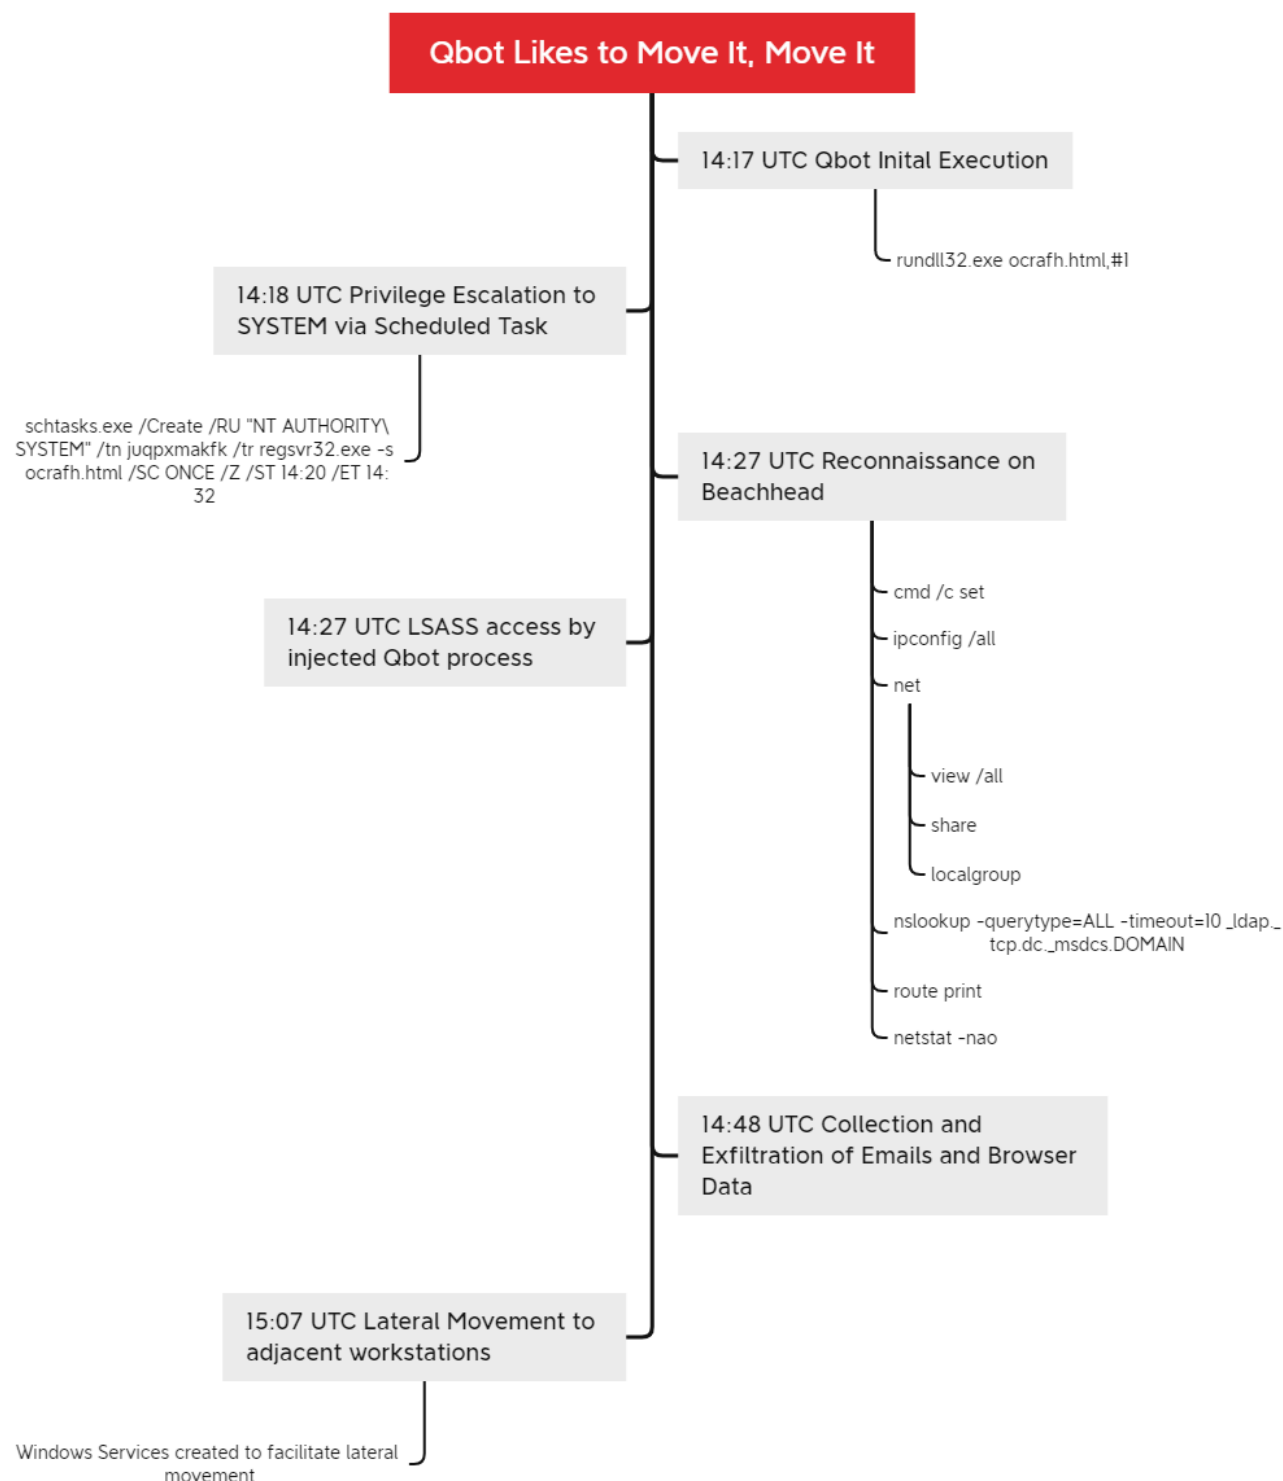 Qbot Likes to Move It, Move It
14:17 UTC Qbot Inital Execution
rundll32.exe ocrafh.html,#1
14:18 UTC Privilege Escalation to
SYSTEM via Scheduled Task
schtasks.exe /Create /RU "NT AUTHORITY\
SYSTEM" /tn juqpxmakfk /tr regsvr32.exe -s
ocrafh.html /SC ONCE /Z /ST 14:20 /ET 14:
32
14:27 UTC Reconnaissance on
Beachhead
cmd /c set
ipconfig /all
net
view /all
share
localgroup
nslookup -querytype=ALL -timeout=10 _ldap._
tcp.dc._msdcs.DOMAIN
route print
netstat -nao
14:27 UTC LSASS access by
injected Qbot process
14:48 UTC Collection and
Exfiltration of Emails and Browser
Data
15:07 UTC Lateral Movement to
adjacent workstations
Windows Services created to facilitate lateral
movement